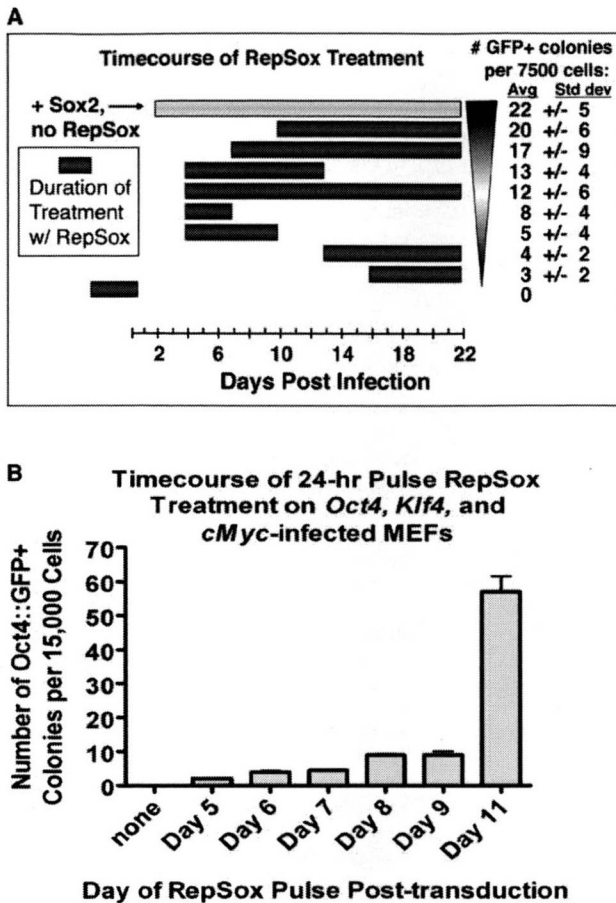 A
Timecourse of RepSox Treatment
# GFP+ colonies
per 7500 cells:
Avg Std dev
+ Sox2,
no RepSox
22 +/- 5
20 +/- 6
17 +/- 9
13 +/- 4
12 +/- 6
8 +/- 4
5 +/- 4
4 +/- 2
3 +/- 2
0
Duration of
Treatment
w/ RepSox
2 6 10 14 18 22
Days Post Infection
B
Timecourse of 24-hr Pulse RepSox
Treatment on Oct4, Klf4, and
cMyc-infected MEFs
Number of Oct4::GFP+
Colonies per 15,000 Cells
70
60
50
40
30
20
10
0
none Day 5 Day 6 Day 7 Day 8 Day 9 Day 11
Day of RepSox Pulse Post-transduction